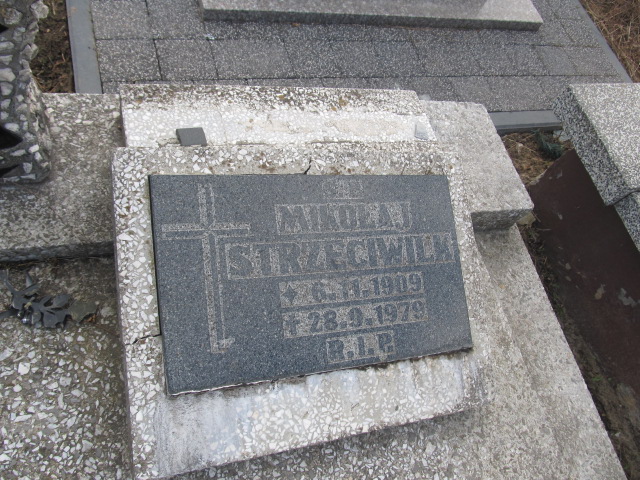 Ś.P.
MIKOŁAJ
STRZECIWILK
* 6.11.1909
† 28.9.1979
R.I.P.